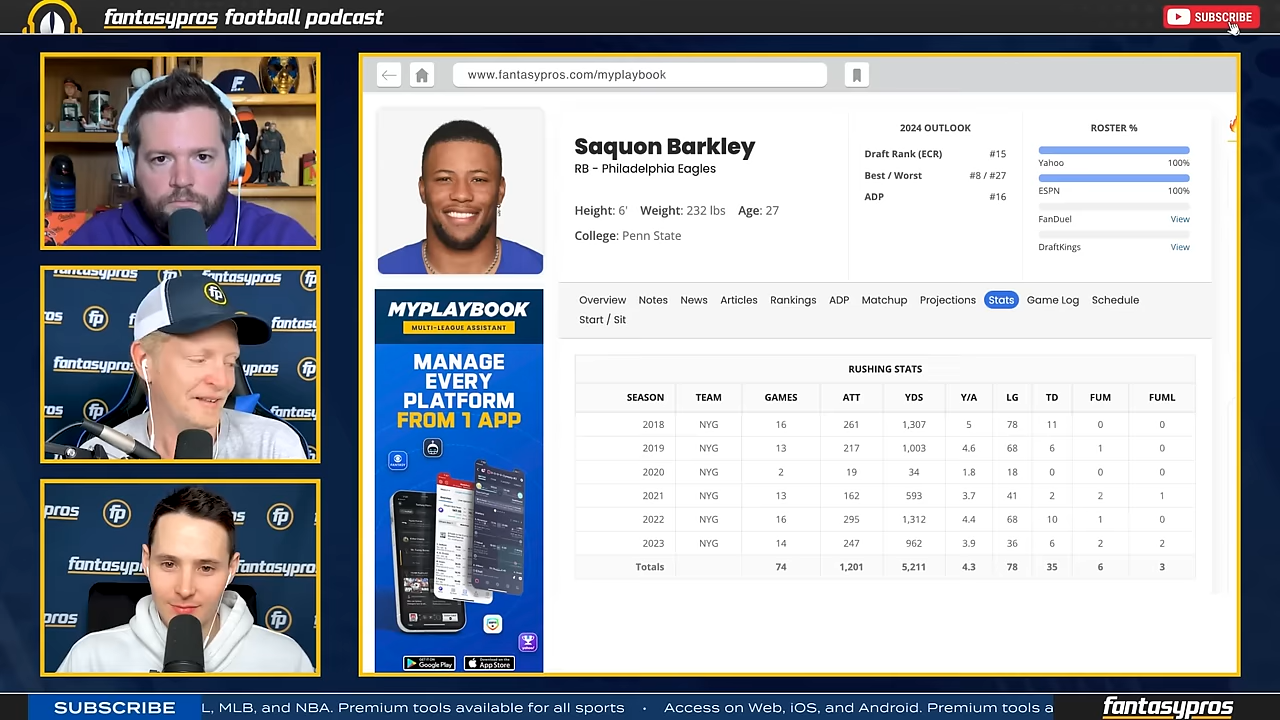 fantasypros football podcast
SUBSCRIBE
www.fantasypros.com/myplaybook
Saquon Barkley
RB - Philadelphia Eagles
Height: 6' Weight: 232 lbs Age: 27
College: Penn State
2024 OUTLOOK
Draft Rank (ECR) #15
Best / Worst #8 / #27
ADP #16
ROSTER %
Yahoo 100%
ESPN 100%
FanDuel View
DraftKings View
Overview Notes News Articles Rankings ADP Matchup Projections Stats Game Log Schedule
Start / Sit
MYPLAYBOOK
MULTI-LEAGUE ASSISTANT
MANAGE
EVERY
PLATFORM
FROM 1 APP
Google Play
App Store
RUSHING STATS
SEASON TEAM GAMES ATT YDS Y/A LG TD FUM FUML
2018 NYG 16 261 1,307 5 78 11 0 0
2019 NYG 13 217 1,003 4.6 68 6 1 0
2020 NYG 2 19 34 1.8 18 0 0 0
2021 NYG 13 162 593 3.7 41 2 2 1
2022 NYG 16 295 1,312 4.4 68 10 1 0
2023 NYG 14 247 962 3.9 36 6 2 2
Totals 74 1,201 5,211 4.3 78 35 6 3
fantasypros
fp
fantasypros
fp
SUBSCRIBE
L, MLB, and NBA. Premium tools available for all sports • Access on Web, iOS, and Android. Premium tools a
fantasypros